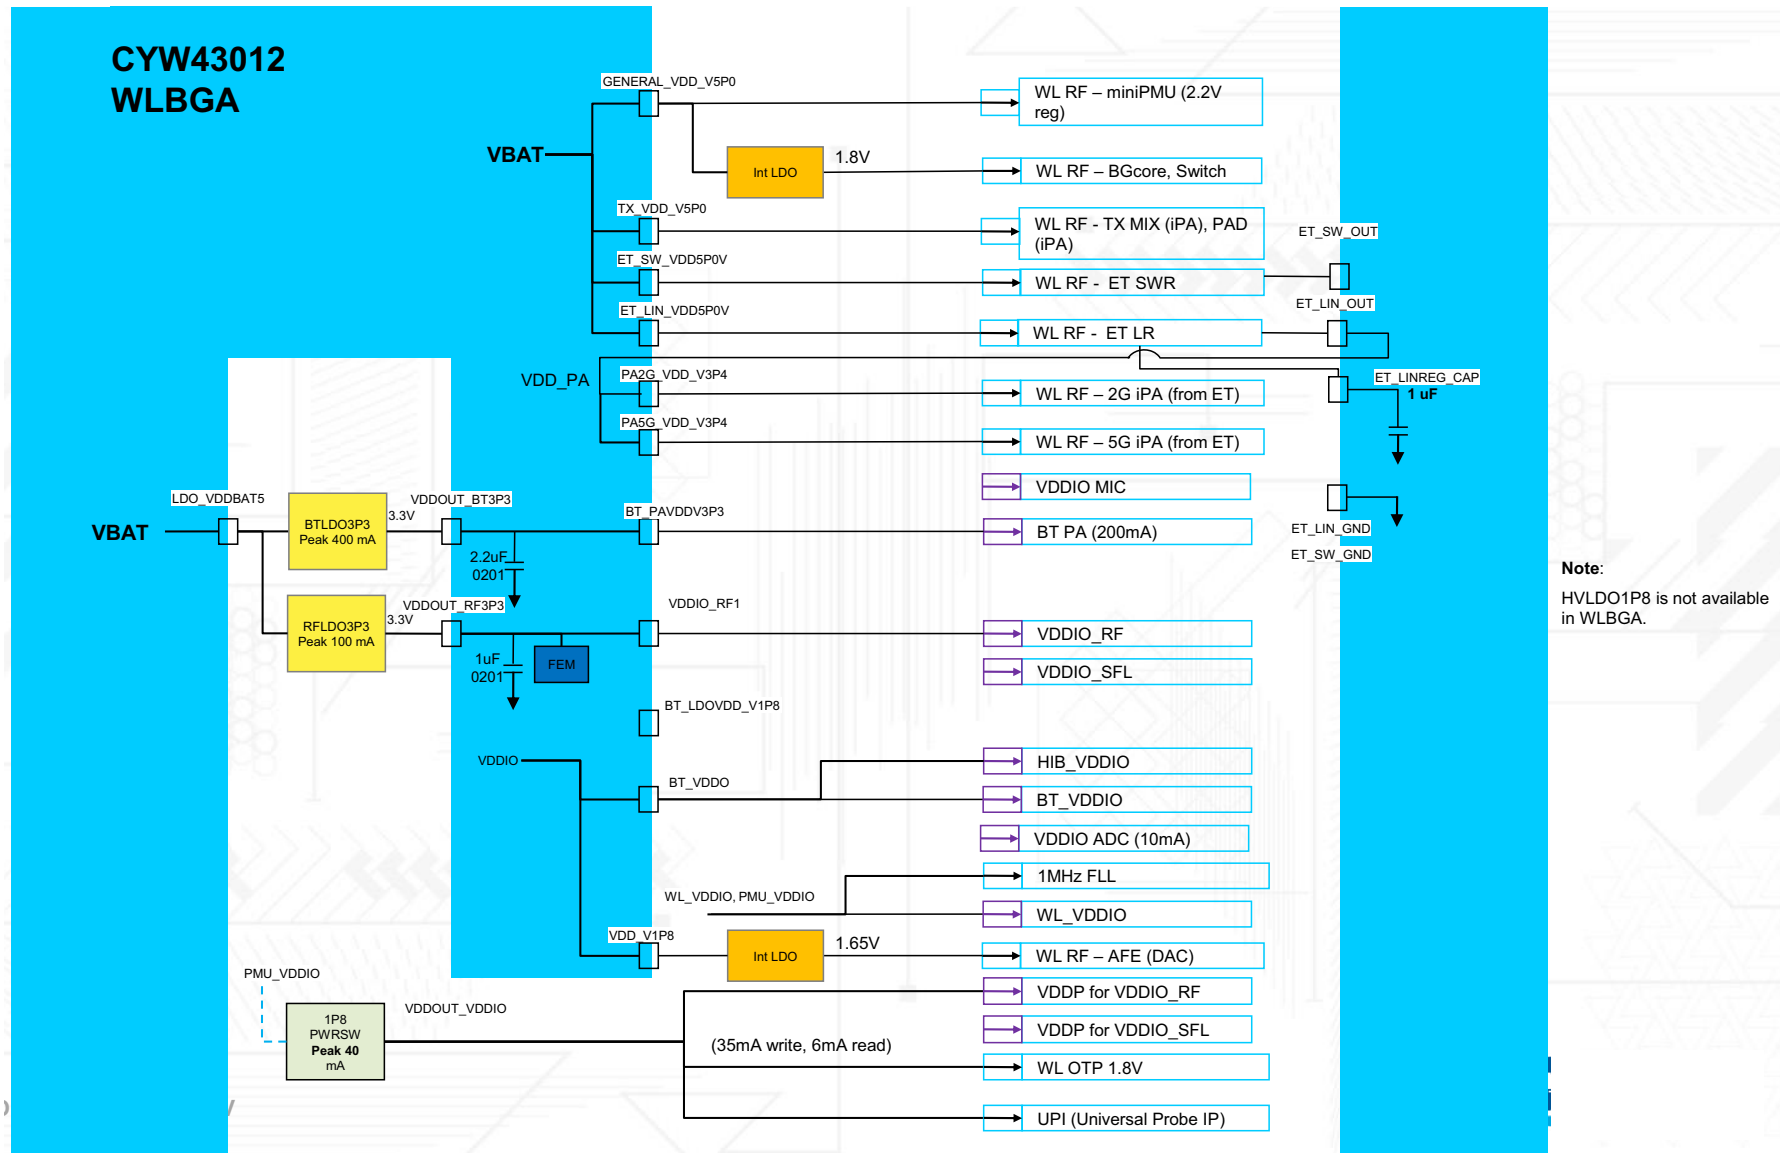 CYW43012
WLBGA
GENERAL_VDD_V5P0
WL RF – miniPMU (2.2V
reg)
VBAT
Int LDO
1.8V
WL RF – BGcore, Switch
TX_VDD_V5P0
WL RF - TX MIX (iPA), PAD
(iPA)
ET_SW_OUT
ET_SW_VDD5P0V
WL RF -  ET SWR
ET_LIN_VDD5P0V
WL RF -  ET LR
ET_LIN_OUT
VDD_PA
PA2G_VDD_V3P4
WL RF – 2G iPA (from ET)
ET_LINREG_CAP
1 uF
PA5G_VDD_V3P4
WL RF – 5G iPA (from ET)
VDDIO MIC
LDO_VDDBAT5
VBAT
BTLDO3P3
Peak 400 mA
3.3V
VDDOUT_BT3P3
2.2uF
0201
BT_PAVDDV3P3
BT PA (200mA)
ET_LIN_GND
ET_SW_GND
Note:
HVLDO1P8 is not available
in WLBGA.
RFLDO3P3
Peak 100 mA
3.3V
VDDOUT_RF3P3
1uF
0201
FEM
VDDIO_RF1
VDDIO_RF
VDDIO_SFL
BT_LDOVDD_V1P8
VDDIO
HIB_VDDIO
BT_VDDO
BT_VDDIO
VDDIO ADC (10mA)
1MHz FLL
WL_VDDIO, PMU_VDDIO
WL_VDDIO
VDD_V1P8
Int LDO
1.65V
WL RF – AFE (DAC)
PMU_VDDIO
1P8
PWRSW
Peak 40
mA
VDDOUT_VDDIO
VDDP for VDDIO_RF
VDDP for VDDIO_SFL
(35mA write, 6mA read)
WL OTP 1.8V
UPI (Universal Probe IP)